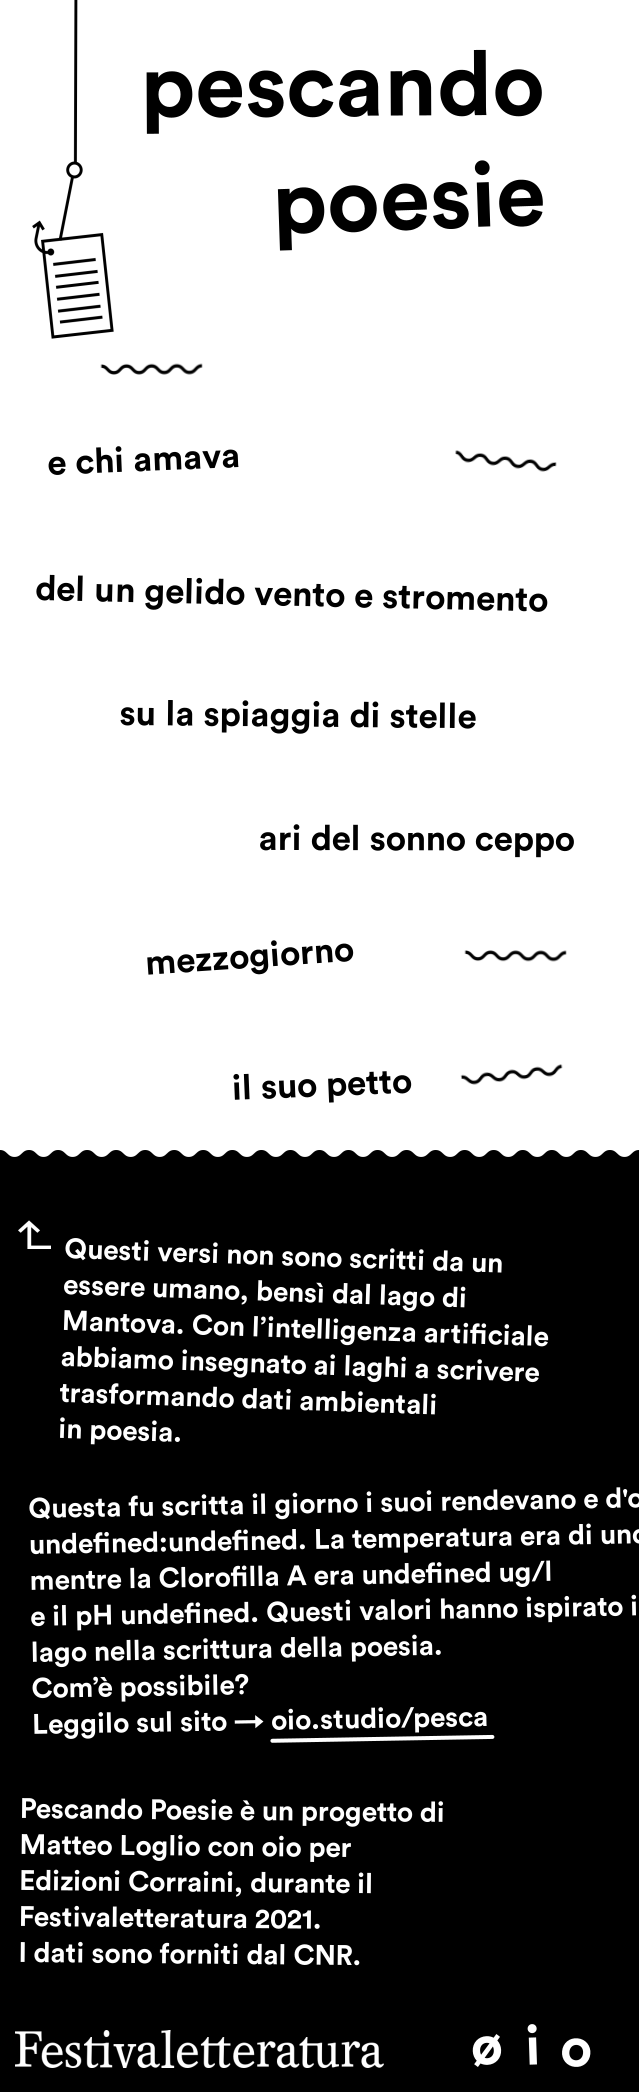 pescando
poesie
e chi amava
del un gelido vento e stromento
su la spiaggia di stelle
ari del sonno ceppo
mezzogiorno
il suo petto
Questi versi non sono scritti da un
essere umano, bensì dal lago di
Mantova. Con l’intelligenza artificiale
abbiamo insegnato ai laghi a scrivere
trasformando dati ambientali
in poesia.
Questa fu scritta il giorno i suoi rendevano e
undefined:undefined. La temperatura era di
mentre la Clorofilla A era undefined ug/l
e il pH undefined. Questi valori hanno ispirato
lago nella scrittura della poesia.
Com’è possibile?
Leggilo sul sito → oio.studio/pesca
Pescando Poesie è un progetto di
Matteo Loglio con oio per
Edizioni Corraini, durante il
Festivaletteratura 2021.
I dati sono forniti dal CNR.
Festivaletteratura øio